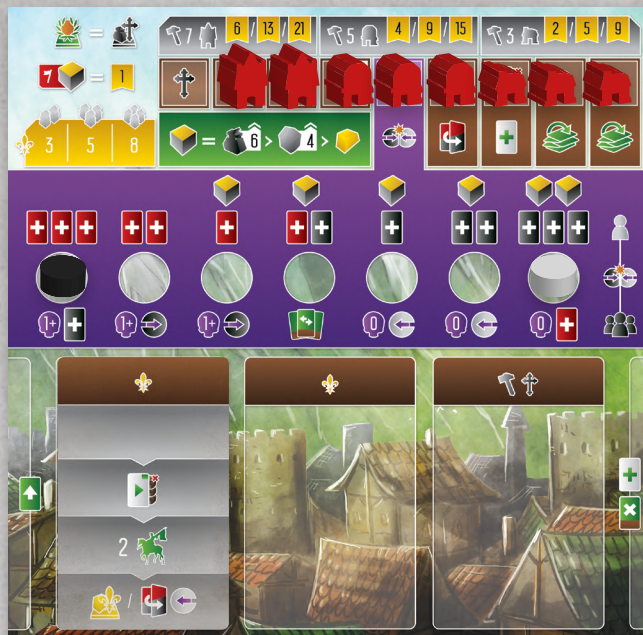 = 7 6 / 13 / 21 5 4 / 9 / 15 3 2 / 5 / 9
7 = 1
3 5 8 = 6 > 4 >
1+ 1+ 1+ 0 0 0
2
/